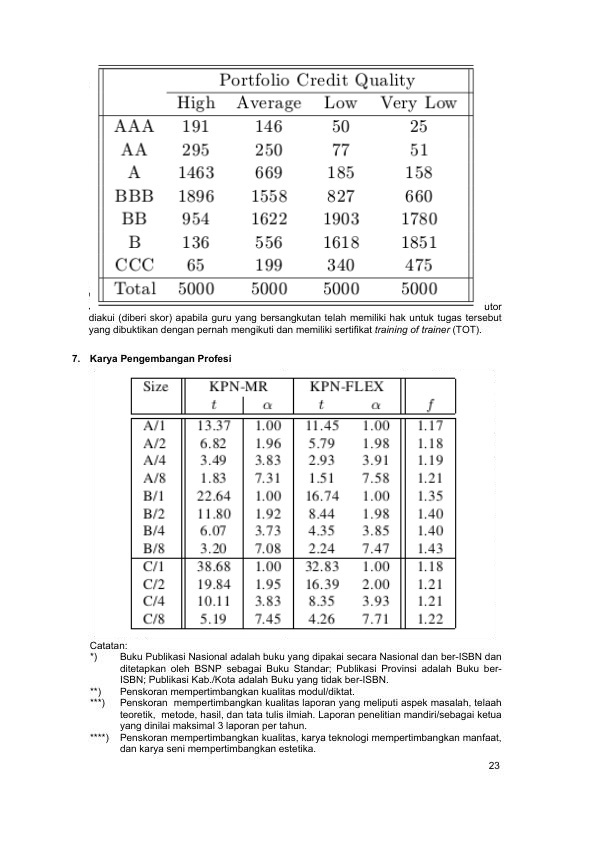 Portfolio Credit Quality
High Average Low Very Low
AAA 191 146 50 25
AA 295 250 77 51
A 1463 669 185 158
BBB 1896 1558 827 660
BB 954 1622 1903 1780
B 136 556 1618 1851
CCC 65 199 340 475
Total 5000 5000 5000 5000
utor
diakui (diberi skor) apabila guru yang bersangkutan telah memiliki hak untuk tugas tersebut
yang dibuktikan dengan pernah mengikuti dan memiliki sertifikat training of trainer (TOT).
7. Karya Pengembangan Profesi
Size KPN-MR KPN-FLEX
t α t α f
A/1 13.37 1.00 11.45 1.00 1.17
A/2 6.82 1.96 5.79 1.98 1.18
A/4 3.49 3.83 2.93 3.91 1.19
A/8 1.83 7.31 1.51 7.58 1.21
B/1 22.64 1.00 16.74 1.00 1.35
B/2 11.80 1.92 8.44 1.98 1.40
B/4 6.07 3.73 4.35 3.85 1.40
B/8 3.20 7.08 2.24 7.47 1.43
C/1 38.68 1.00 32.83 1.00 1.18
C/2 19.84 1.95 16.39 2.00 1.21
C/4 10.11 3.83 8.35 3.93 1.21
C/8 5.19 7.45 4.26 7.71 1.22
Catatan:
*) Buku Publikasi Nasional adalah buku yang dipakai secara Nasional dan ber-ISBN dan
ditetapkan oleh BSNP sebagai Buku Standar; Publikasi Provinsi adalah Buku ber-
ISBN; Publikasi Kab./Kota adalah Buku yang tidak ber-ISBN.
**) Penskoran mempertimbangkan kualitas modul/diktat.
***) Penskoran mempertimbangkan kualitas laporan yang meliputi aspek masalah, telaah
teoretik, metode, hasil, dan tata tulis ilmiah. Laporan penelitian mandiri/sebagai ketua
yang dinilai maksimal 3 laporan per tahun.
****) Penskoran mempertimbangkan kualitas, karya teknologi mempertimbangkan manfaat,
dan karya seni mempertimbangkan estetika.
23